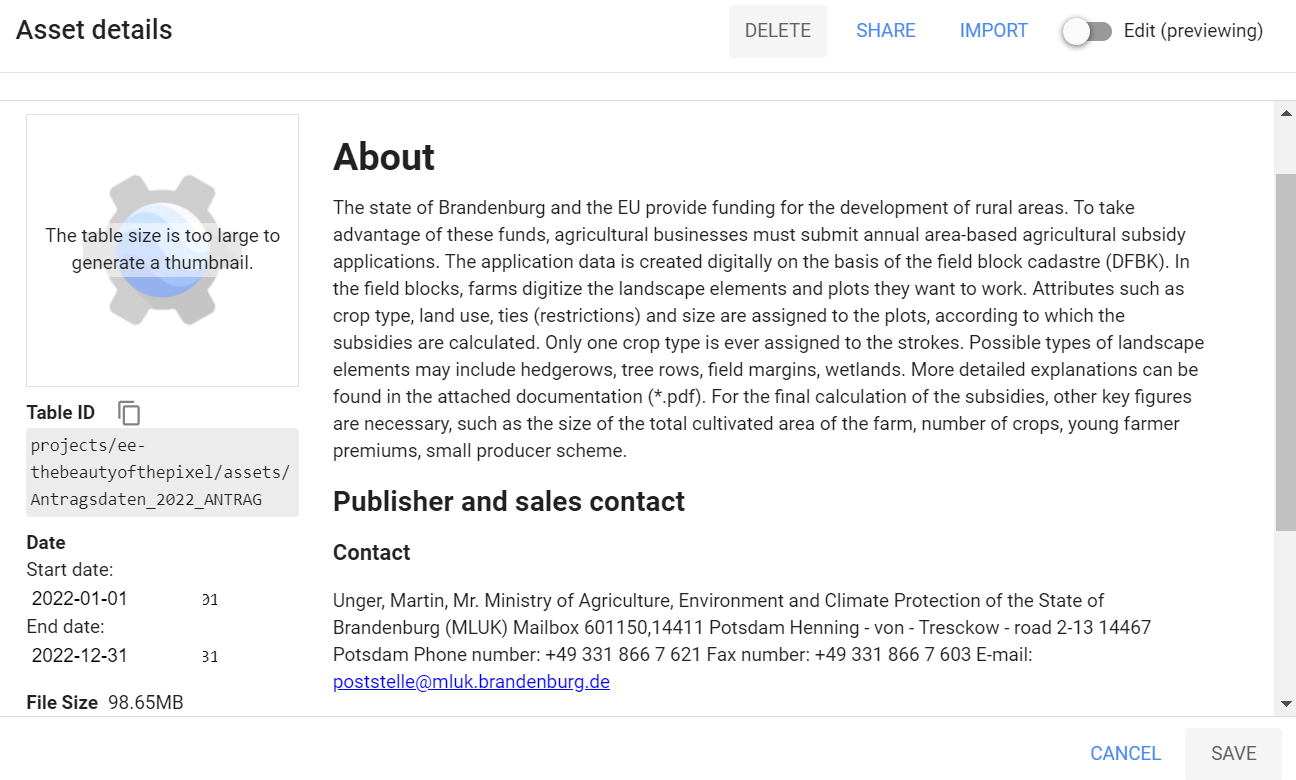 Asset details
DELETE
SHARE
IMPORT
Edit (previewing)
The table size is too large to
generate a thumbnail.
Table ID
projects/ee-
thebeautyofthepixel/assets/
Antragsdaten_2022_ANTRAG
Date
Start date:
2022-01-01 01
End date:
2022-12-31 31
File Size 98.65MB
About
The state of Brandenburg and the EU provide funding for the development of rural areas. To take
advantage of these funds, agricultural businesses must submit annual area-based agricultural subsidy
applications. The application data is created digitally on the basis of the field block cadastre (DFBK). In
the field blocks, farms digitize the landscape elements and plots they want to work. Attributes such as
crop type, land use, ties (restrictions) and size are assigned to the plots, according to which the
subsidies are calculated. Only one crop type is ever assigned to the strokes. Possible types of landscape
elements may include hedgerows, tree rows, field margins, wetlands. More detailed explanations can be
found in the attached documentation (*.pdf). For the final calculation of the subsidies, other key figures
are necessary, such as the size of the total cultivated area of the farm, number of crops, young farmer
premiums, small producer scheme.
Publisher and sales contact
Contact
Unger, Martin, Mr. Ministry of Agriculture, Environment and Climate Protection of the State of
Brandenburg (MLUK) Mailbox 601150,14411 Potsdam Henning - von - Tresckow - road 2-13 14467
Potsdam Phone number: +49 331 866 7 621 Fax number: +49 331 866 7 603 E-mail:
poststelle@mluk.brandenburg.de
CANCEL
SAVE